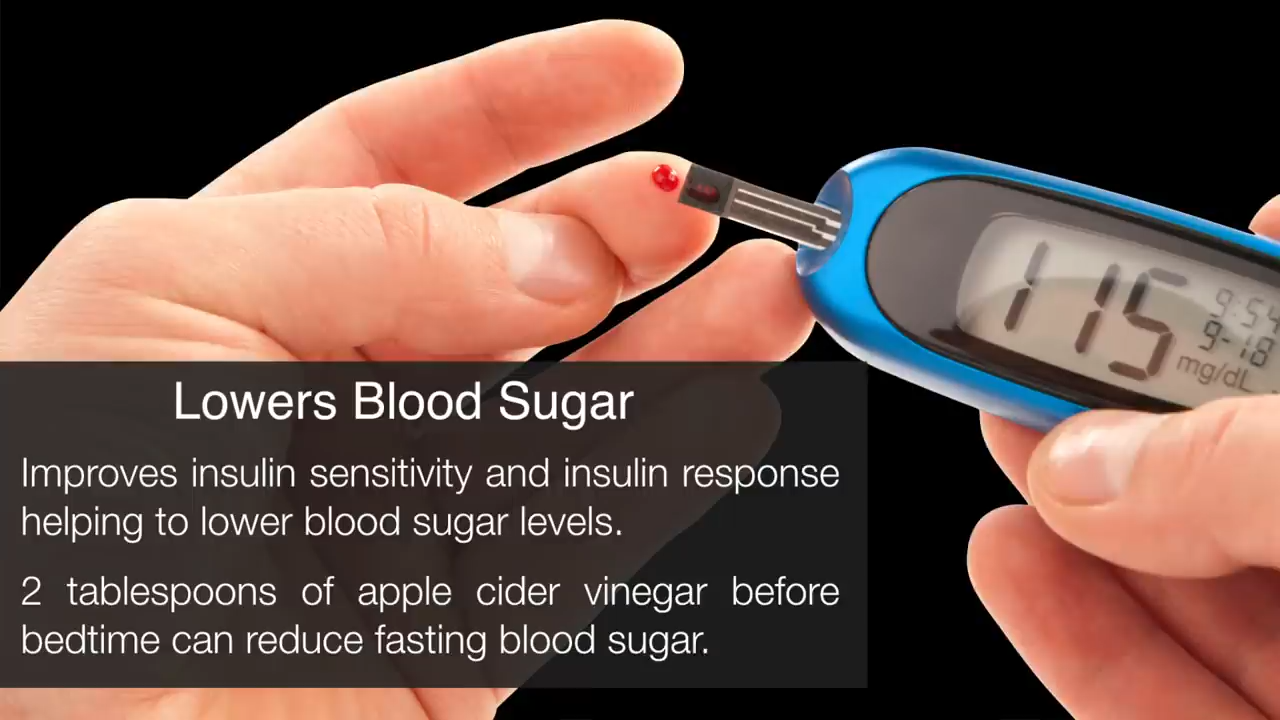 115
9:54
9-18
mg/dL
Lowers Blood Sugar
Improves insulin sensitivity and insulin response
helping to lower blood sugar levels.
2 tablespoons of apple cider vinegar before
bedtime can reduce fasting blood sugar.